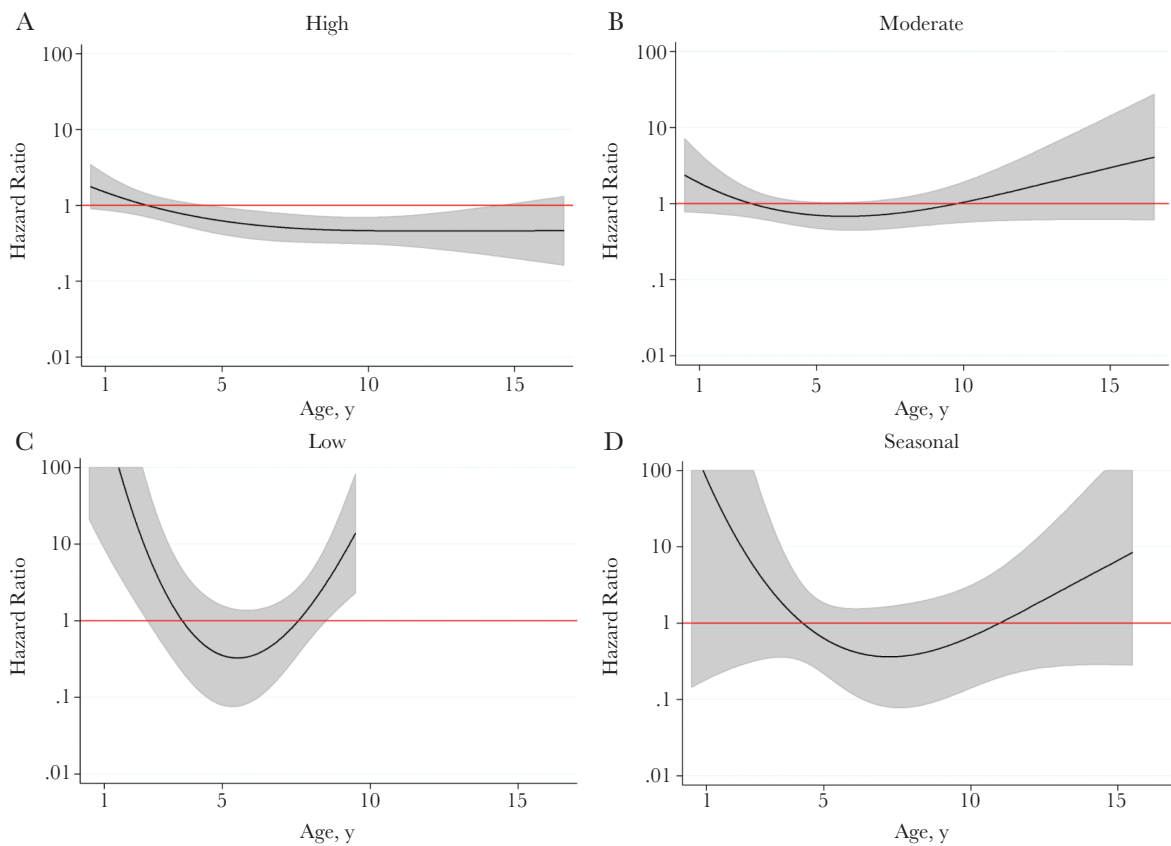 A
High
Hazard Ratio
100
10
1
.1
.01
1 5 10 15
Age, y
B
Moderate
Hazard Ratio
100
10
1
.1
.01
1 5 10 15
Age, y
C
Low
Hazard Ratio
100
10
1
.1
.01
1 5 10 15
Age, y
D
Seasonal
Hazard Ratio
100
10
1
.1
.01
1 5 10 15
Age, y